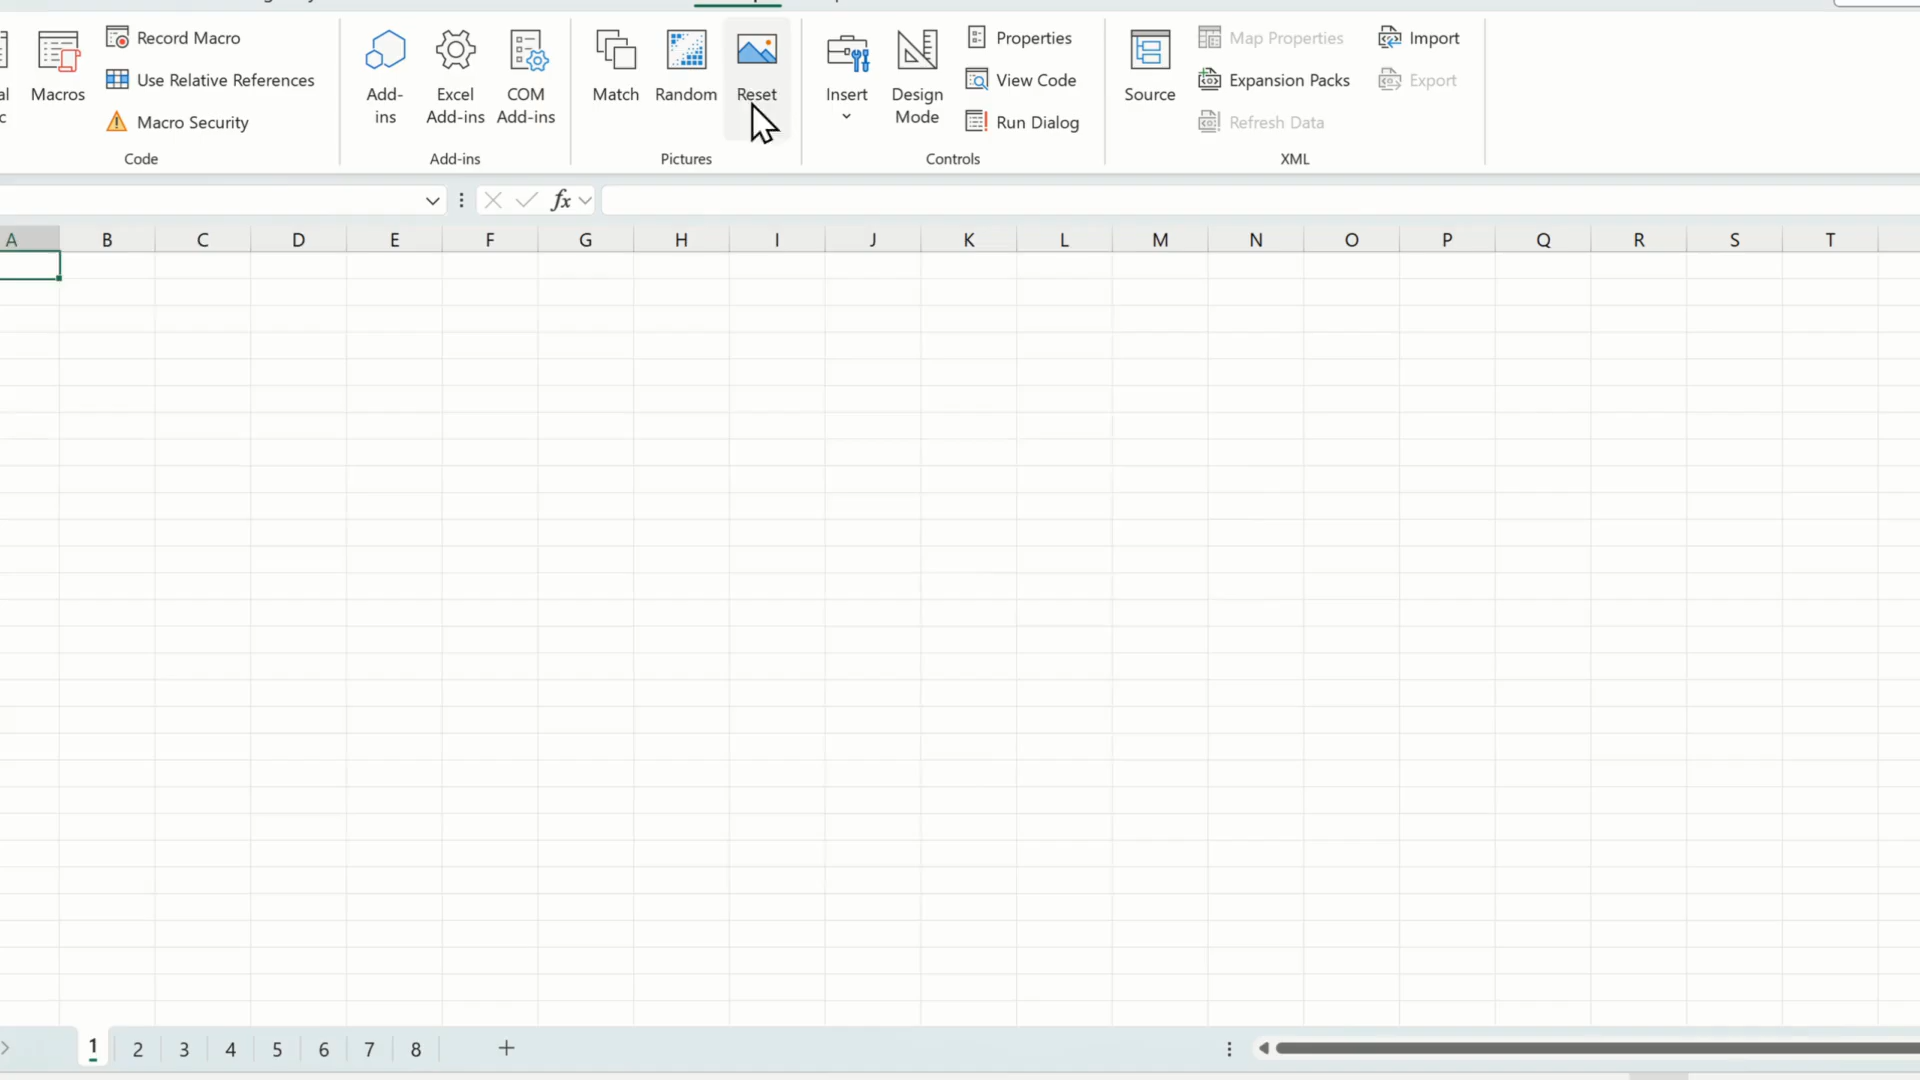 Record Macro
Macros
Use Relative References
Macro Security
Code
Add-
ins
Excel
Add-ins
COM
Add-ins
Add-ins
Match
Random
Reset
Pictures
Insert
Design
Mode
Properties
View Code
Run Dialog
Controls
Source
Map Properties
Expansion Packs
Refresh Data
Import
Export
XML
fx
A B C D E F G H I J K L M N O P Q R S T
1 2 3 4 5 6 7 8